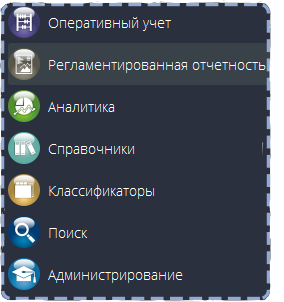 Оперативный учет
Регламентированная отчетность
Аналитика
Справочники
Классификаторы
Поиск
Администрирование